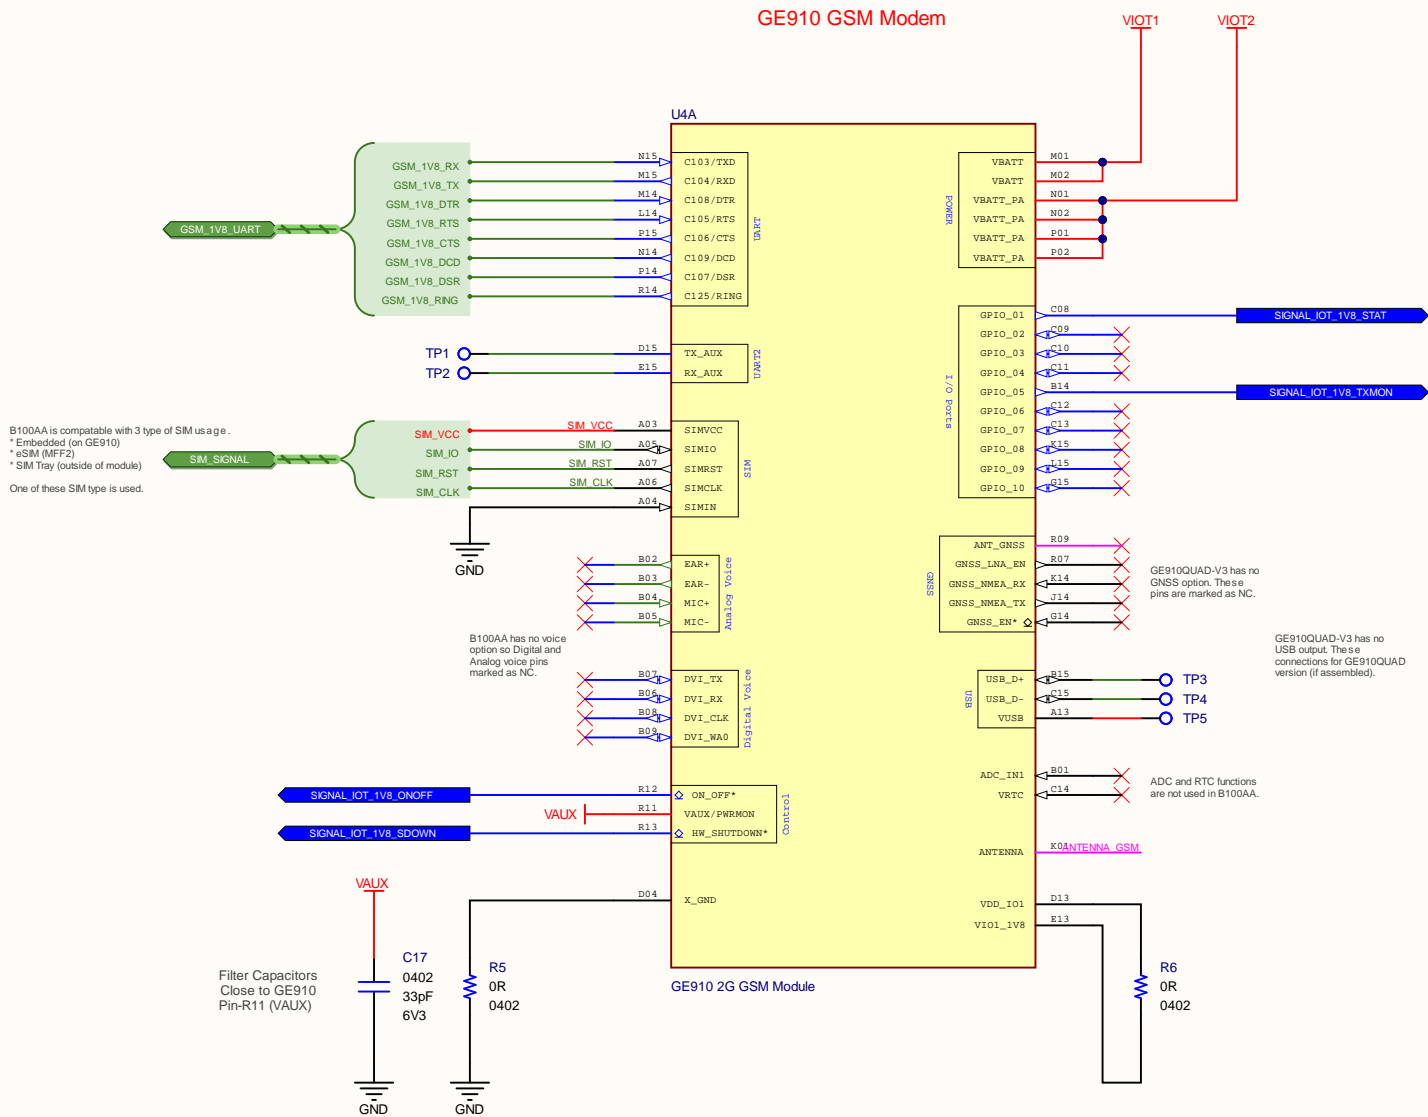 GE910 GSM Modem
VIOT1
VIOT2
U4A
GSM_1V8_UART
GSM_1V8_RX
GSM_1V8_TX
GSM_1V8_DTR
GSM_1V8_RTS
GSM_1V8_CTS
GSM_1V8_DCD
GSM_1V8_DSR
GSM_1V8_RING
N15
M15
M14
L14
P15
N14
P14
R14
C103/TXD
C104/RXD
C108/DTR
C105/RTS
C106/CTS
C109/DCD
C107/DSR
C125/RING
UART
TP1
TP2
D15
E15
TX_AUX
RX_AUX
UART2
B100AA is compatable with 3 type of SIM usage.
* Embedded (on GE910)
* eSIM (MFF2)
* SIM Tray (outside of module)
One of these SIM type is used.
SIM_SIGNAL
SIM_VCC
SIM_IO
SIM_RST
SIM_CLK
SIM_VCC
SIM_IO
SIM_RST
SIM_CLK
A03
A05
A07
A06
A04
SIMVCC
SIMIO
SIMRST
SIMCLK
SIMIN
SIM
GND
B02
B03
B04
B05
EAR+
EAR-
MIC+
MIC-
Analog Voice
B100AA has no voice
option so Digital and
Analog voice pins
marked as NC.
B07
B06
B08
B09
DVI_TX
DVI_RX
DVI_CLK
DVI_WA0
Digital Voice
SIGNAL_IOT_1V8_ONOFF
VAUX
SIGNAL_IOT_1V8_SDOWN
R12
R11
R13
ON_OFF*
VAUX/PWRMON
HW_SHUTDOWN*
Control
D04
X_GND
VAUX
Filter Capacitors
Close to GE910
Pin-R11 (VAUX)
C17
0402
33pF
6V3
GND
R5
0R
0402
GND
GE910 2G GSM Module
VBATT
VBATT
VBATT_PA
VBATT_PA
VBATT_PA
VBATT_PA
POWER
M01
M02
N01
N02
P01
P02
GPIO_01
GPIO_02
GPIO_03
GPIO_04
GPIO_05
GPIO_06
GPIO_07
GPIO_08
GPIO_09
GPIO_10
I/O Ports
C08
C09
C10
C11
B14
C12
C13
K15
L15
G15
SIGNAL_IOT_1V8_STAT
SIGNAL_IOT_1V8_TXMON
ANT_GNSS
GNSS_LNA_EN
GNSS_NMEA_RX
GNSS_NMEA_TX
GNSS_EN*
GNSS
R09
R07
K14
J14
G14
GE910QUAD-V3 has no
GNSS option. These
pins are marked as NC.
USB_D+
USB_D-
VUSB
USB
B15
C15
A13
TP3
TP4
TP5
GE910QUAD-V3 has no
USB output. These
connections for GE910QUAD
version (if assembled).
ADC_IN1
VRTC
B01
C14
ADC and RTC functions
are not used in B100AA.
ANTENNA
K01
ANTENNA_GSM
VDD_IO1
VIO1_1V8
D13
E13
R6
0R
0402